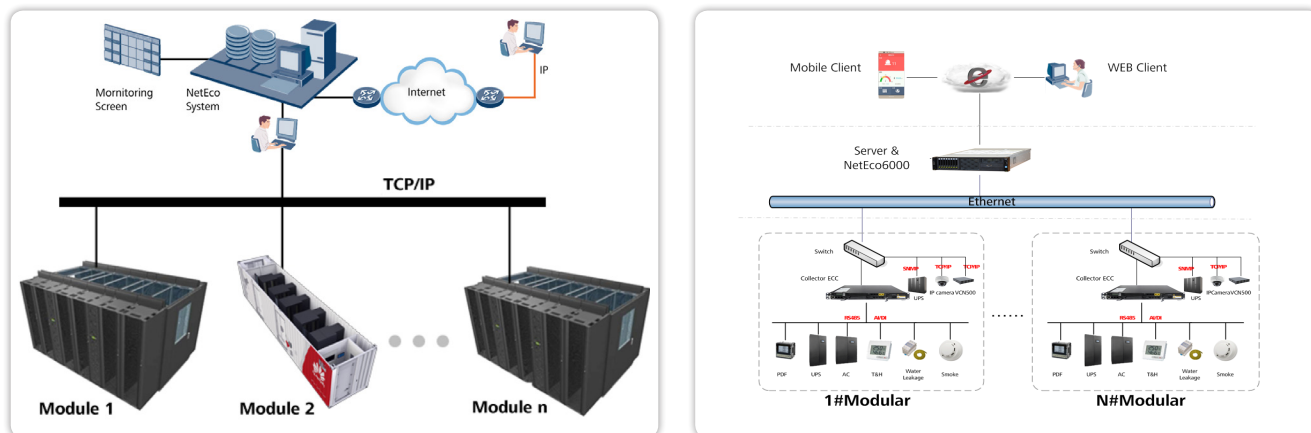 Mornitoring
Screen
NetEco
System
Internet
IP
TCP/IP
Module 1
Module 2
Module n
Mobile Client
WEB Client
Server &
NetEco6000
Ethernet
Switch
SNMP
TCP/IP
TCP/IP
Collector ECC
UPS
IP camera
VCN500
RS485
AI/DI
PDF
UPS
AC
T&H
Water
Leakage
Smoke
1#Modular
......
Switch
SNMP
TCP/IP
Collector ECC
UPS
IPCamera
VCN500
RS485
AI/DI
PDF
UPS
AC
T&H
Water
Leakage
Smoke
N#Modular